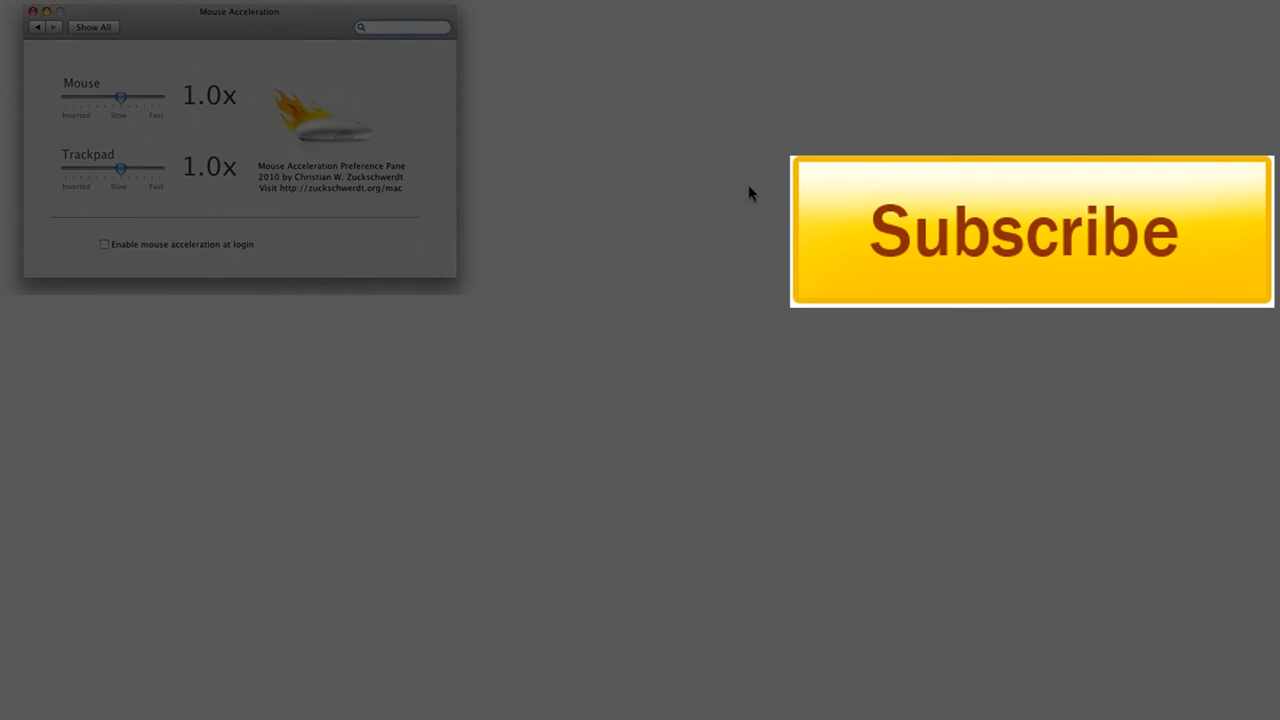 Mouse Acceleration
Show All
Mouse
1.0x
Inverted Slow Fast
Trackpad
1.0x
Inverted Slow Fast
Mouse Acceleration Preference Pane
2010 by Christian W. Zuckschwerdt
Visit http://zuckschwerdt.org/mac
Enable mouse acceleration at login
Subscribe